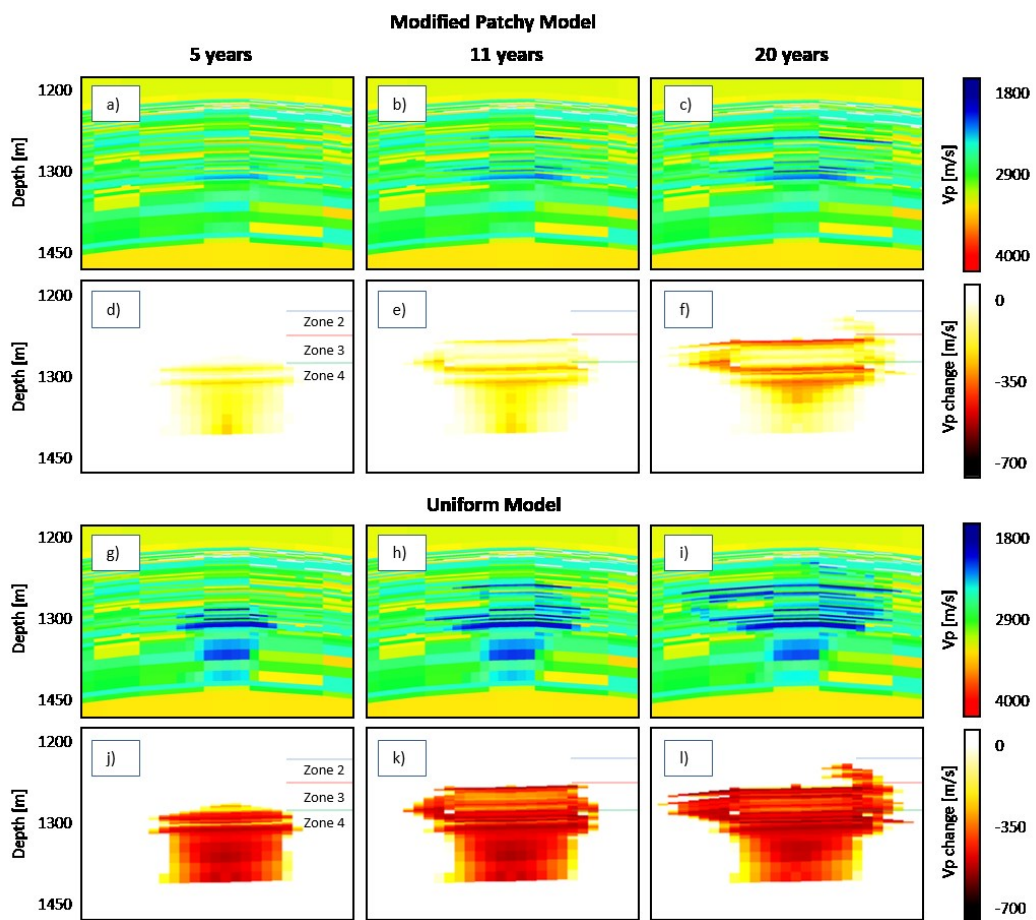 Modified Patchy Model
5 years
11 years
20 years
1200
1300
1450
Depth [m]
a)
b)
c)
1800
2900
4000
Vp [m/s]
1200
1300
1450
Depth [m]
d)
Zone 2
Zone 3
Zone 4
e)
f)
0
-350
-700
Vp change [m/s]
Uniform Model
1200
1300
1450
Depth [m]
g)
h)
i)
1800
2900
4000
Vp [m/s]
1200
1300
1450
Depth [m]
j)
Zone 2
Zone 3
Zone 4
k)
l)
0
-350
-700
Vp change [m/s]